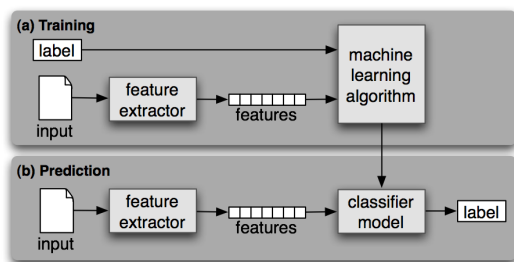 (a) Training
label
machine
learning
algorithm
feature
extractor
input
features
(b) Prediction
feature
extractor
classifier
model
label
input
features